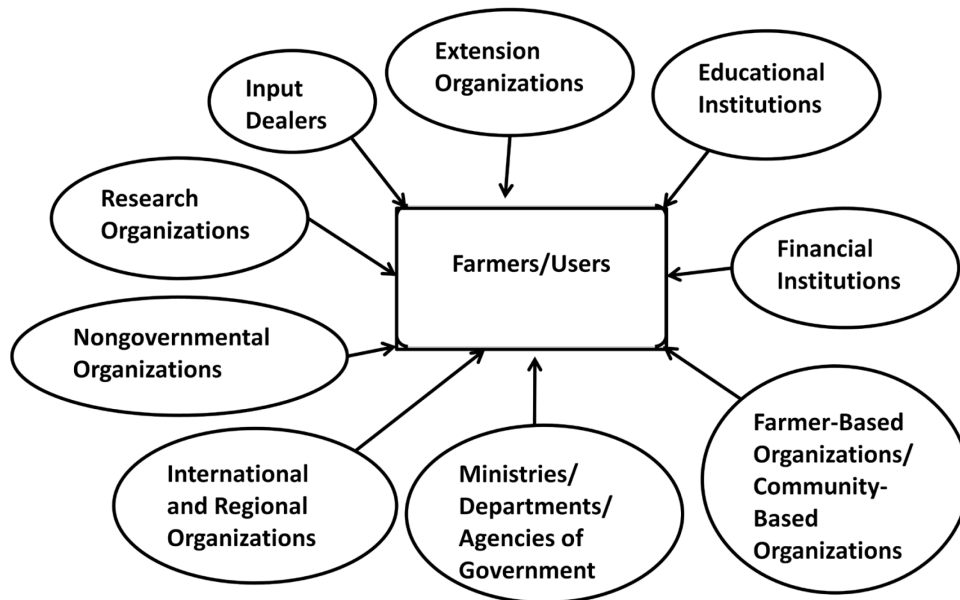 Extension
Organizations
Educational
Institutions
Input
Dealers
Research
Organizations
Farmers/Users
Financial
Institutions
Nongovernmental
Organizations
International
and Regional
Organizations
Ministries/
Departments/
Agencies of
Government
Farmer-Based
Organizations/
Community-
Based
Organizations